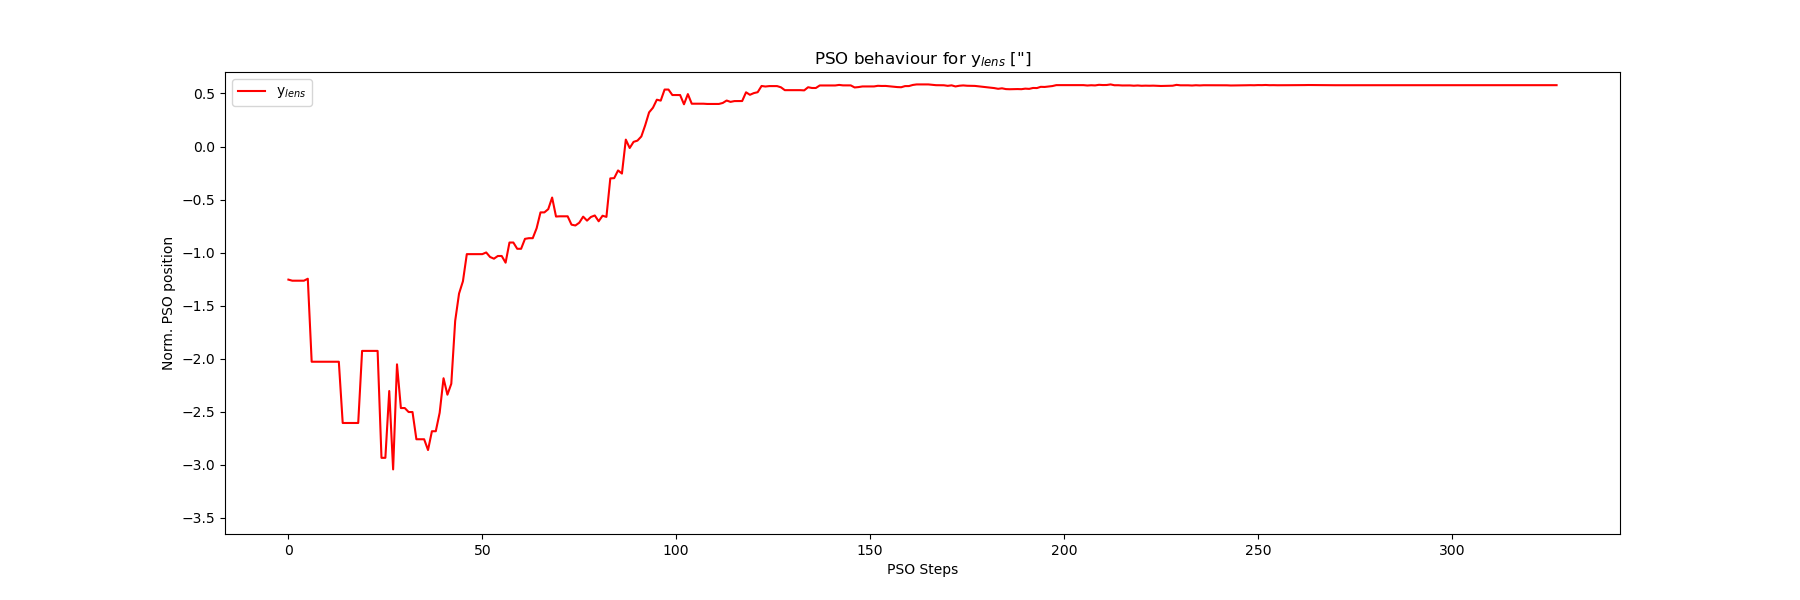 PSO behaviour for y_lens ["]
y_lens
Norm. PSO position
0.5
0.0
−0.5
−1.0
−1.5
−2.0
−2.5
−3.0
−3.5
0 50 100 150 200 250 300
PSO Steps